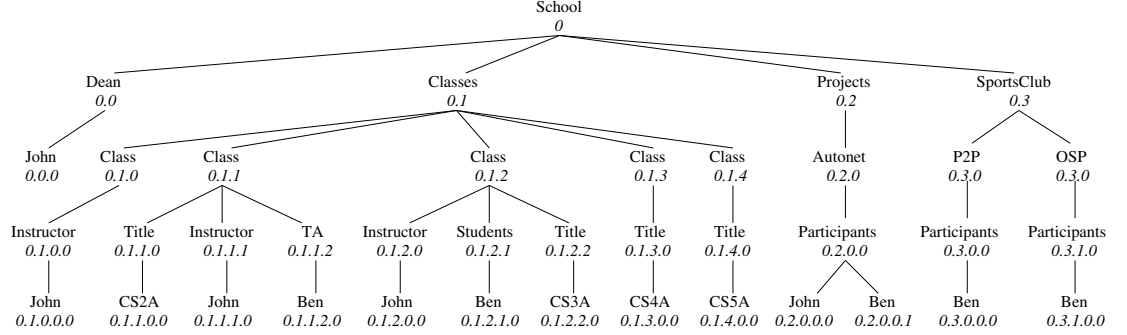 School
0
Dean Classes Projects SportsClub
0.0 0.1 0.2 0.3
John Class Class Class Class Class Autonet P2P OSP
0.0.0 0.1.0 0.1.1 0.1.2 0.1.3 0.1.4 0.2.0 0.3.0 0.3.0
Instructor Title Instructor TA Instructor Students Title Title Title Participants Participants Participants
0.1.0.0 0.1.1.0 0.1.1.1 0.1.1.2 0.1.2.0 0.1.2.1 0.1.2.2 0.1.3.0 0.1.4.0 0.2.0.0 0.3.0.0 0.3.1.0
John CS2A John Ben John Ben CS3A CS4A CS5A John Ben Ben Ben
0.1.0.0.0 0.1.1.0.0 0.1.1.1.0 0.1.1.2.0 0.1.2.0.0 0.1.2.1.0 0.1.2.2.0 0.1.3.0.0 0.1.4.0.0 0.2.0.0.0 0.2.0.0.1 0.3.0.0.0 0.3.1.0.0